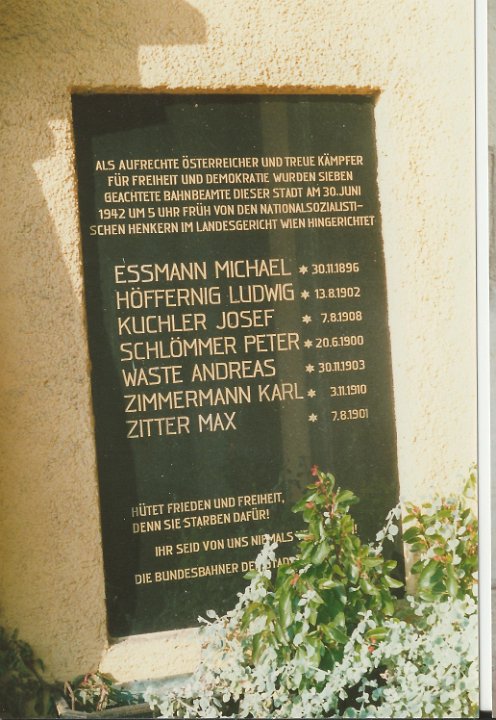 ALS AUFRECHTE ÖSTERREICHER UND TREUE KÄMPFER
FÜR FREIHEIT UND DEMOKRATIE WURDEN SIEBEN
GEACHTETE BAHNBEAMTE DIESER STADT AM 30. JUNI
1942 UM 5 UHR FRÜH VON DEN NATIONALSOZIALISTI-
SCHEN HENKERN IM LANDESGERICHT WIEN HINGERICHTET
ESSMANN MICHAEL * 30.11.1896
HÖFFERNIG LUDWIG * 13.8.1902
KUCHLER JOSEF * 7.8.1908
SCHLÖMMER PETER * 20.6.1900
WASTE ANDREAS * 30.11.1903
ZIMMERMANN KARL * 3.11.1910
ZITTER MAX * 7.8.1901
HÜTET FRIEDEN UND FREIHEIT,
DENN SIE STARBEN DAFÜR!
IHR SEID VON UNS NIEMALS
DIE BUNDESBAHNER DER STADT